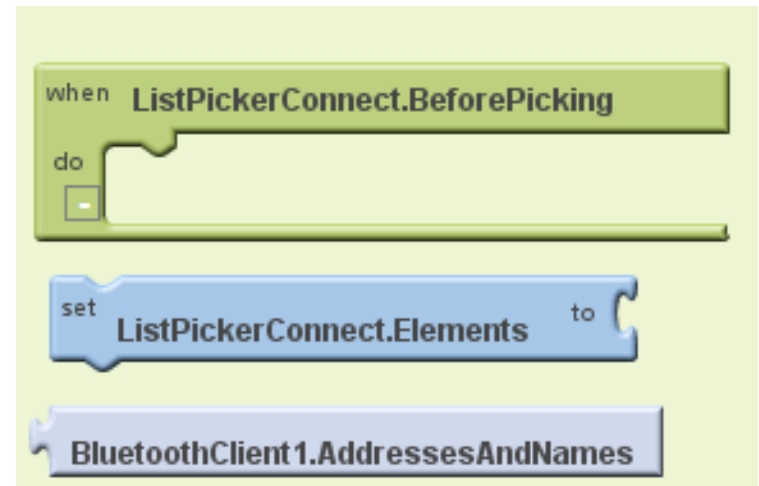 when ListPickerConnect.BeforePicking
do
-
set ListPickerConnect.Elements to
BluetoothClient1.AddressesAndNames